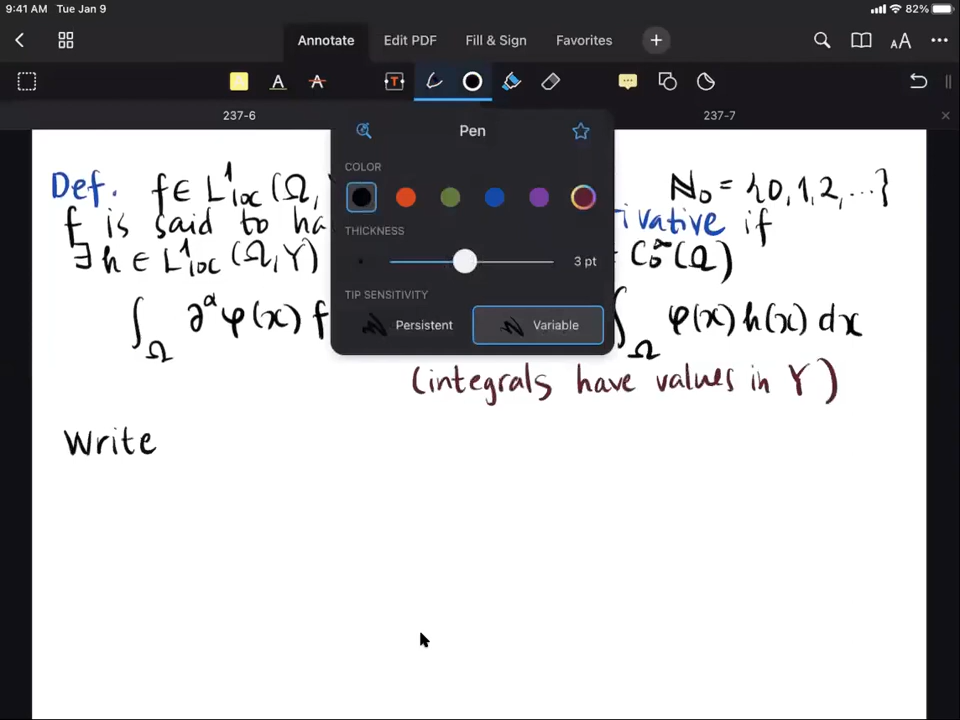 9:41 AM Tue Jan 9 82%
Annotate Edit PDF Fill & Sign Favorites
237-6 237-7
Pen
COLOR
THICKNESS
3 pt
TIP SENSITIVITY
Persistent Variable
Def. f ∈ L¹loc (Ω, ℕ₀ = {0,1,2,...}
f is said to ha ivative if
∃ h ∈ L¹loc (Ω, Y) C₀^∞(Ω)
∫_Ω ∂^α φ(x) f ∫_Ω φ(x) h(x) dx
(integrals have values in Y)
Write